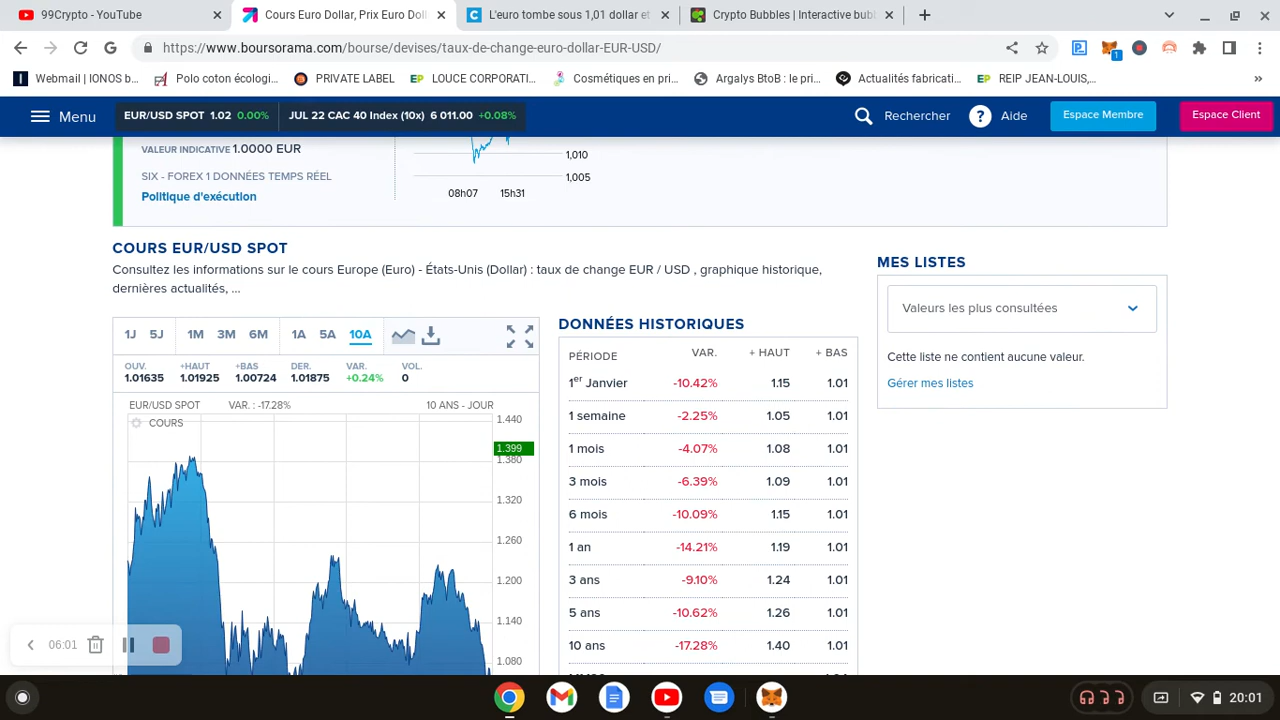 99Crypto - YouTube
Cours Euro Dollar, Prix Euro Doll
L'euro tombe sous 1,01 dollar et
Crypto Bubbles | Interactive bubb
https://www.boursorama.com/bourse/devises/taux-de-change-euro-dollar-EUR-USD/
1
Webmail | IONOS b...
Polo coton écologi...
PRIVATE LABEL
LOUCE CORPORATI...
Cosmétiques en pri...
Argalys BtoB : le pri...
Actualités fabricati...
REIP JEAN-LOUIS,...
»
Menu
EUR/USD SPOT 1.02 0.00%
JUL 22 CAC 40 Index (10x) 6 011.00 +0.08%
Rechercher
Aide
Espace Membre
Espace Client
VALEUR INDICATIVE 1.0000 EUR
SIX - FOREX 1 DONNÉES TEMPS RÉEL
Politique d'exécution
1,010
1,005
08h07 15h31
COURS EUR/USD SPOT
Consultez les informations sur le cours Europe (Euro) - États-Unis (Dollar) : taux de change EUR / USD , graphique historique,
dernières actualités, ...
1J 5J 1M 3M 6M 1A 5A 10A
OUV. +HAUT +BAS DER. VAR. VOL.
1.01635 1.01925 1.00724 1.01875 +0.24% 0
EUR/USD SPOT VAR. : -17.28% 10 ANS - JOUR
COURS
1.440
1.399
1.380
1.320
1.260
1.200
1.140
1.080
DONNÉES HISTORIQUES
PÉRIODE VAR. + HAUT + BAS
1er Janvier -10.42% 1.15 1.01
1 semaine -2.25% 1.05 1.01
1 mois -4.07% 1.08 1.01
3 mois -6.39% 1.09 1.01
6 mois -10.09% 1.15 1.01
1 an -14.21% 1.19 1.01
3 ans -9.10% 1.24 1.01
5 ans -10.62% 1.26 1.01
10 ans -17.28% 1.40 1.01
MES LISTES
Valeurs les plus consultées
Cette liste ne contient aucune valeur.
Gérer mes listes
06:01
20:01